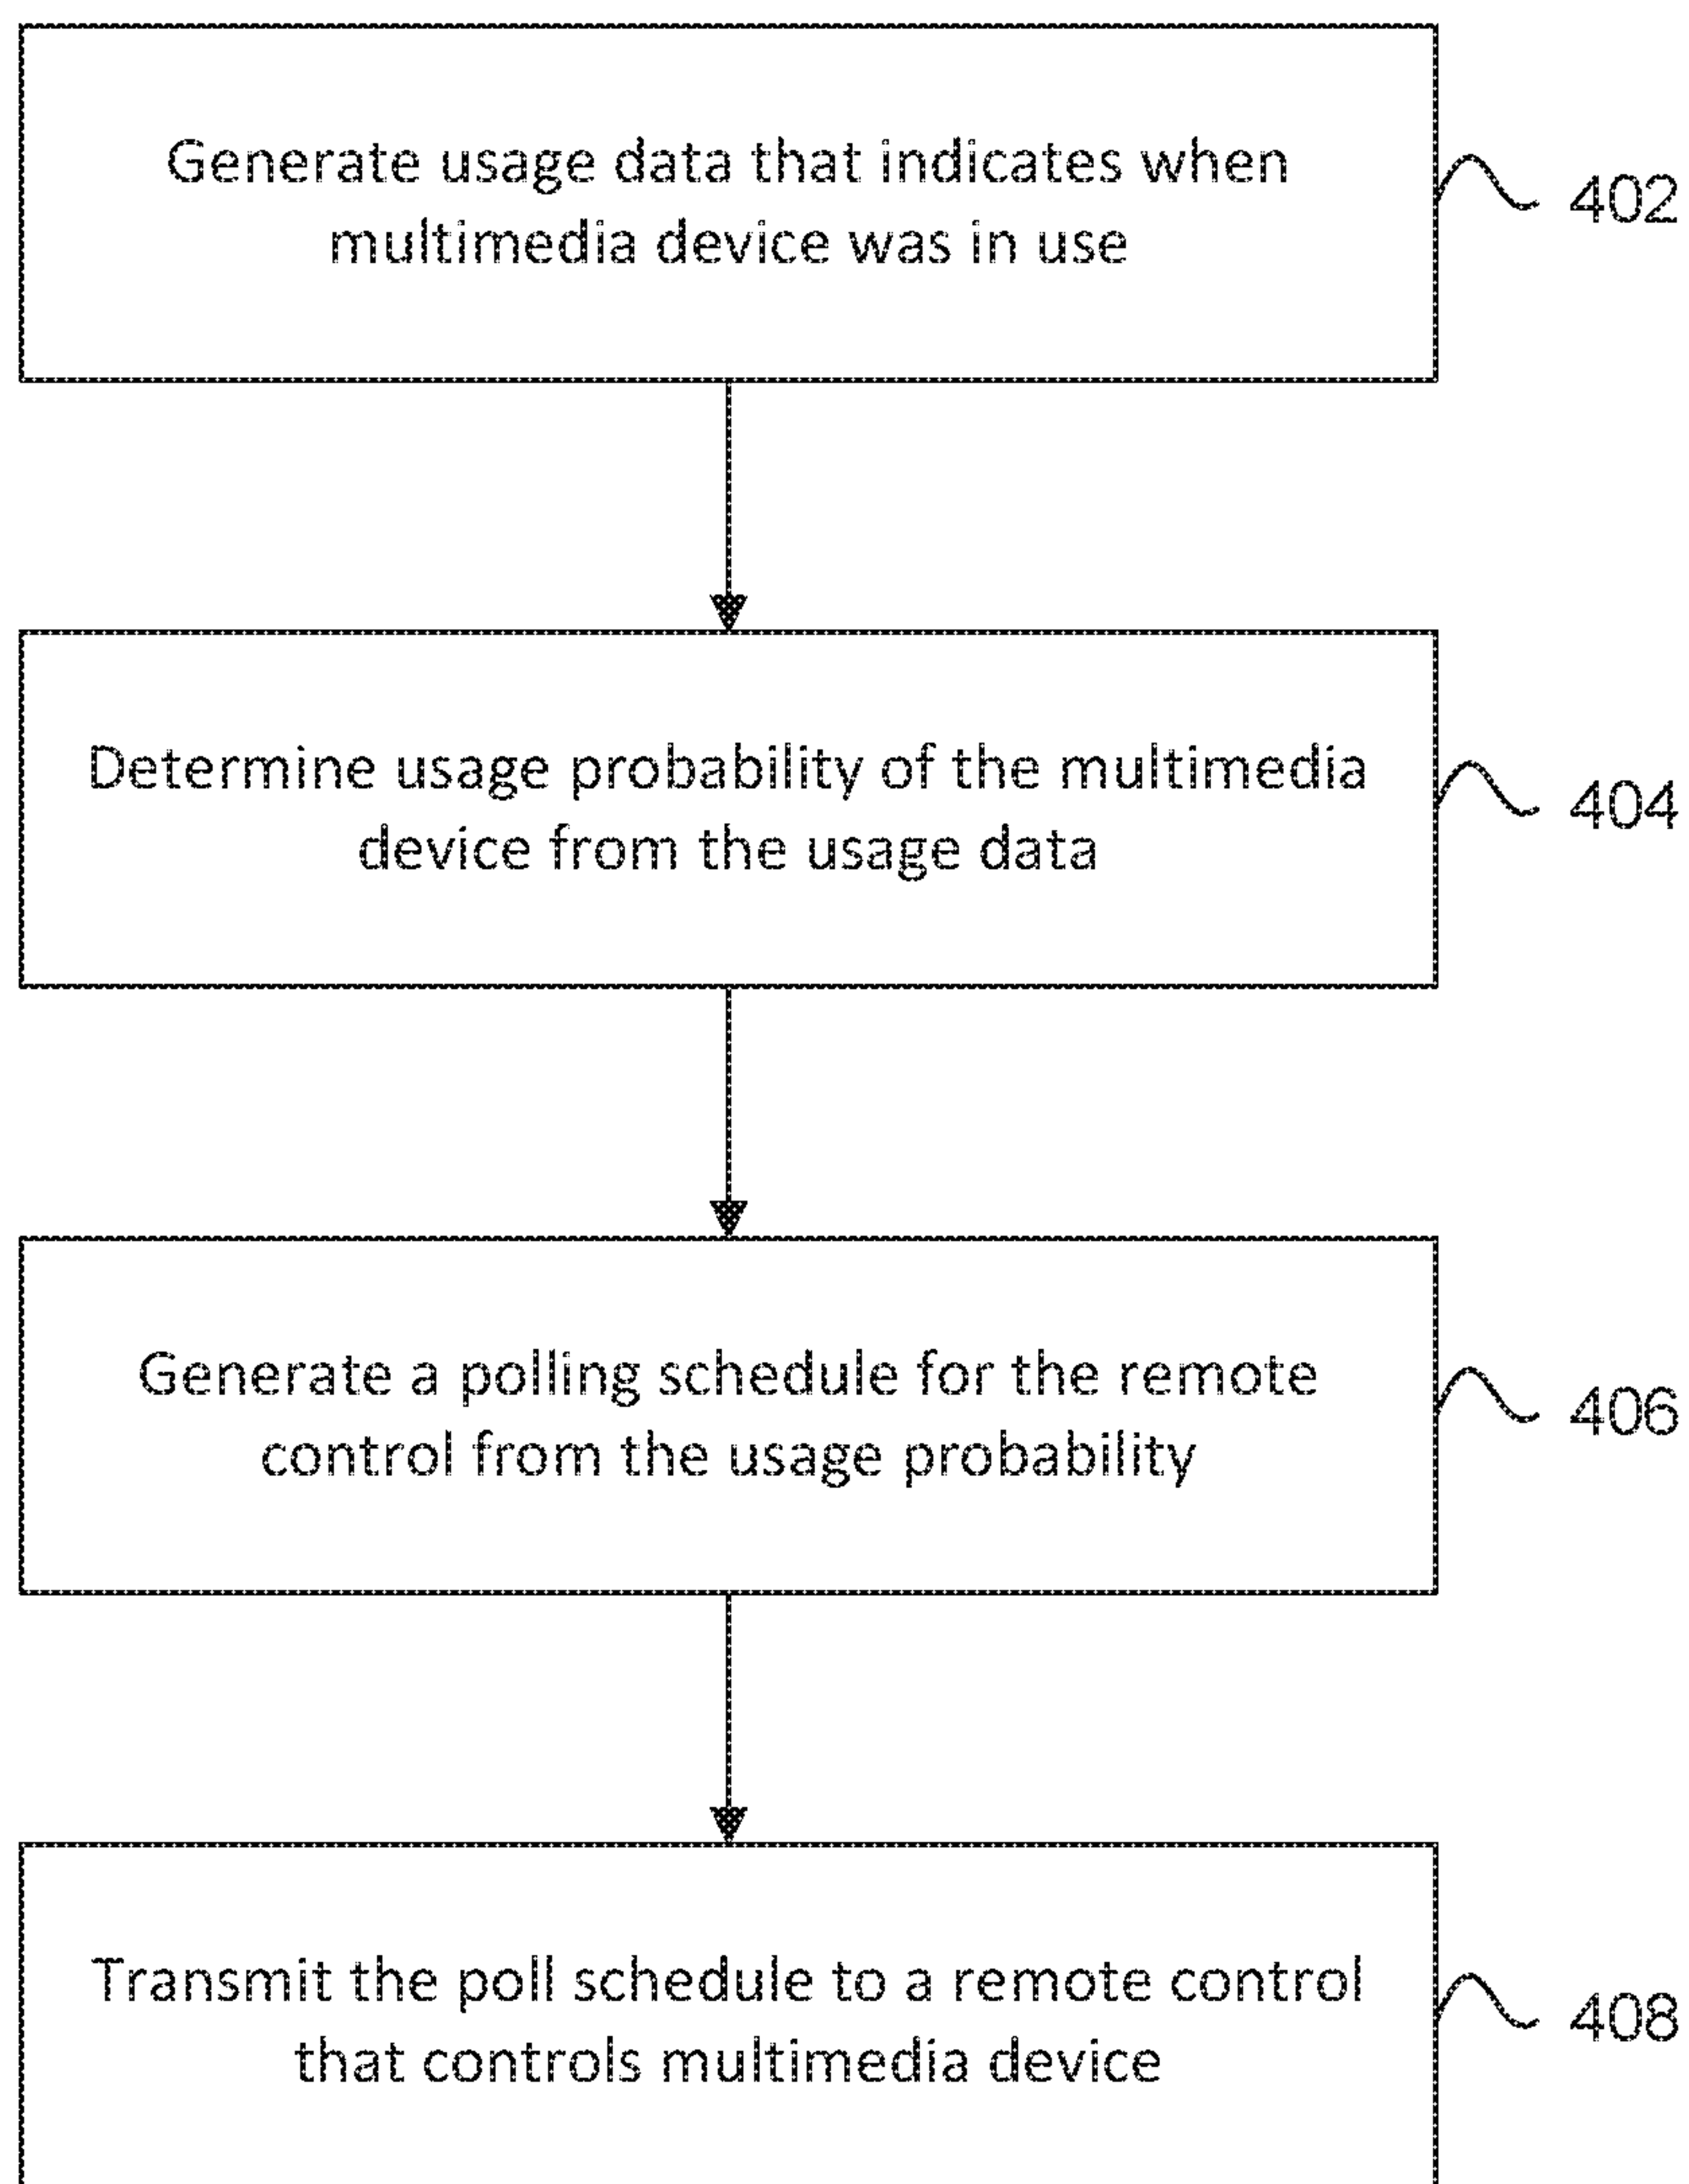 Generate usage data that indicates when
multimedia device was in use
402
Determine usage probability of the multimedia
device from the usage data
404
Generate a polling schedule for the remote
control from the usage probability
406
Transmit the poll schedule to a remote control
that controls multimedia device
408